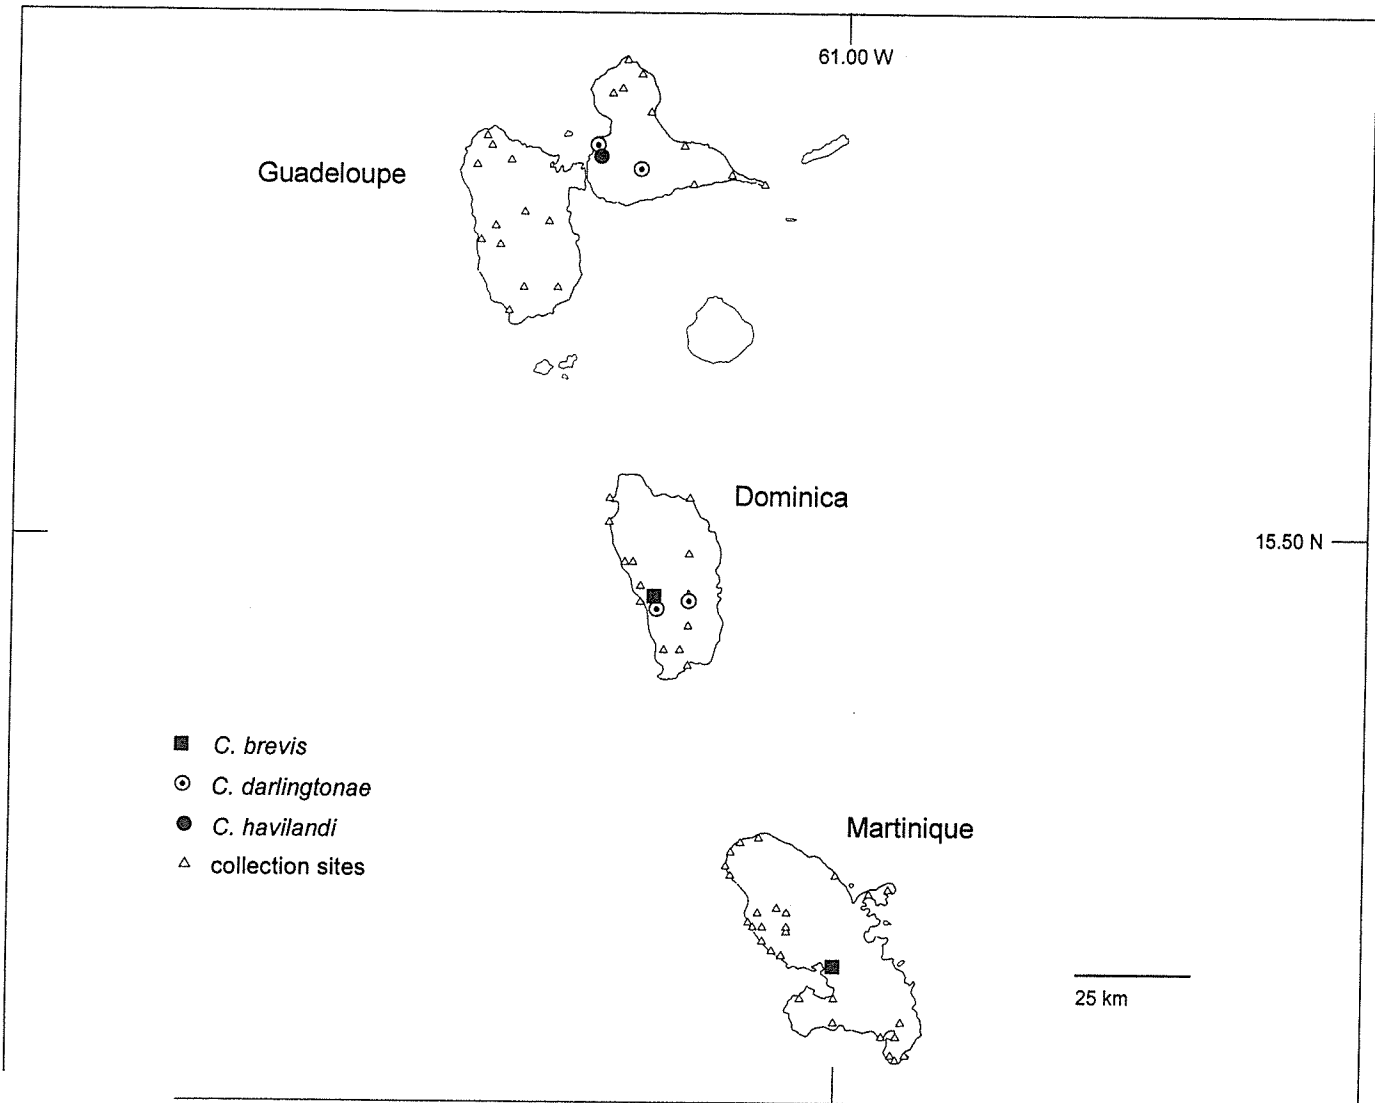 61.00 W
Guadeloupe
Dominica
15.50 N
C. brevis
C. darlingtonae
C. havilandi
collection sites
Martinique
25 km